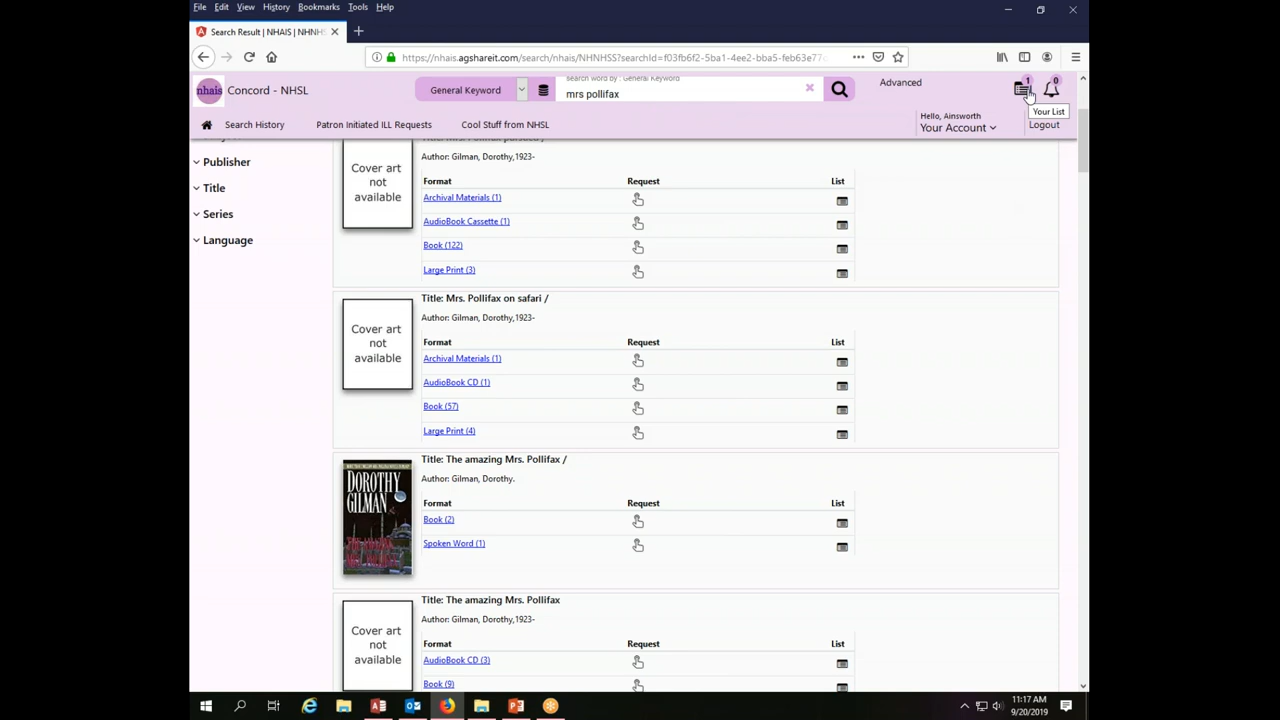 File Edit View History Bookmarks Tools Help
Search Result | NHAIS | NHNH
https://nhais.agshareit.com/search/nhais/NHNHSS?searchId=f03fb6f2-5ba1-4ee2-bba5-feb63e77
nhais Concord - NHSL
General Keyword
search word by : General Keyword
mrs pollifax
Advanced
1
0
Your List
Search History Patron Initiated ILL Requests Cool Stuff from NHSL
Hello, Ainsworth
Your Account
Logout
Publisher
Title
Series
Language
Cover art not available
Author: Gilman, Dorothy,1923-
Format Request List
Archival Materials (1)
AudioBook Cassette (1)
Book (122)
Large Print (3)
Cover art not available
Title: Mrs. Pollifax on safari /
Author: Gilman, Dorothy,1923-
Format Request List
Archival Materials (1)
AudioBook CD (1)
Book (57)
Large Print (4)
DOROTHY
GILMAN
Title: The amazing Mrs. Pollifax /
Author: Gilman, Dorothy.
Format Request List
Book (2)
Spoken Word (1)
Cover art not available
Title: The amazing Mrs. Pollifax
Author: Gilman, Dorothy,1923-
Format Request List
AudioBook CD (3)
Book (9)
11:17 AM
9/20/2019